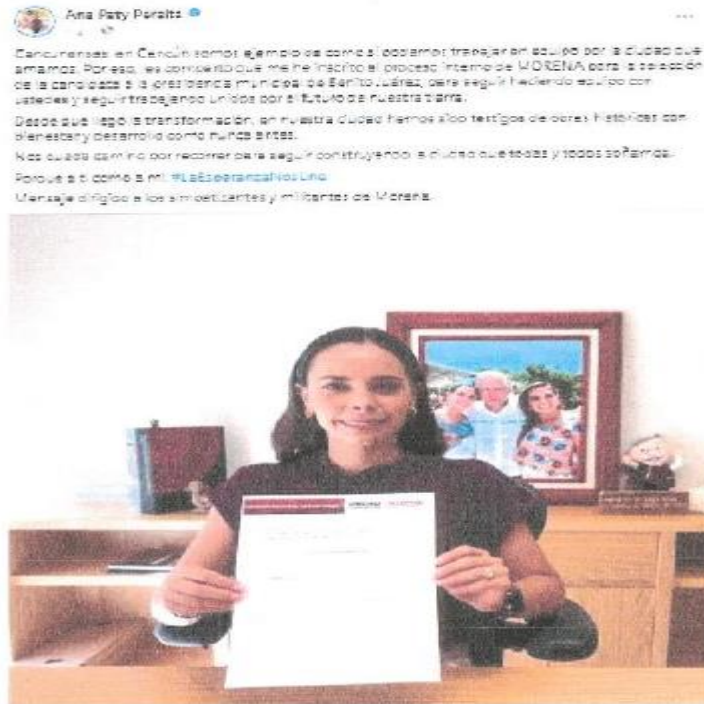 Ana Paty Peralta
Cancunenses, en Cancún somos ejemplo de como sí podemos trabajar en equipo por la ciudad que
amamos. Por eso, les comparto que me he inscrito al proceso interno de MORENA para la selección
de la candidata a la presidencia municipal de Benito Juárez, para seguir haciendo equipo con
ustedes y seguir trabajando unidos por el futuro de nuestra tierra.
Desde que llegó la transformación, en nuestra ciudad hemos sido testigos de obras históricas con
bienestar y desarrollo como nunca antes.
Nos queda camino por recorrer para seguir construyendo la ciudad que todas y todos soñamos.
Porque a ti como a mí #LaEsperanzaNosUne
Mensaje dirigido a los simpatizantes y militantes de Morena.